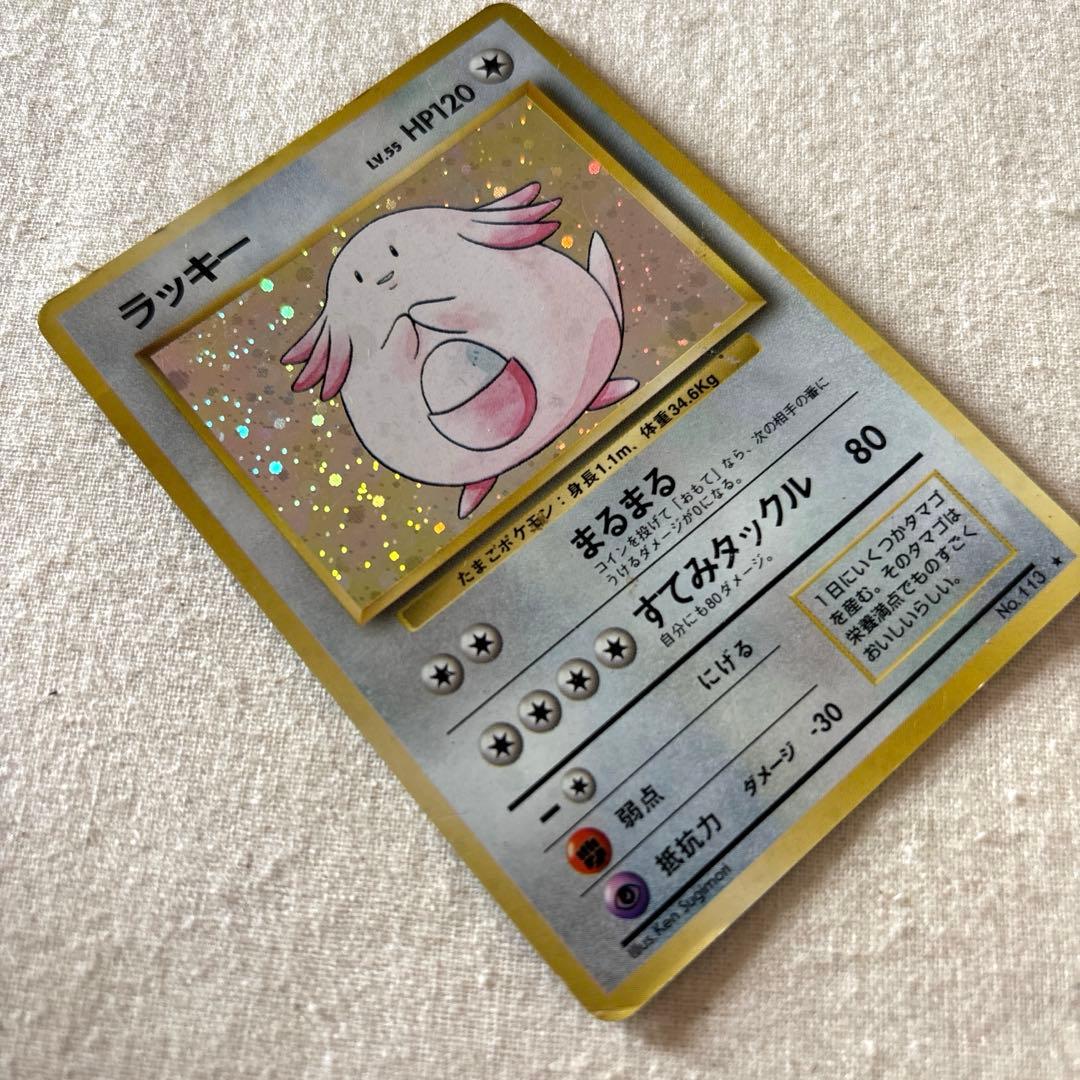 ラッキー LV.55 HP120
たまごポケモン：身長1.1m、体重34.6Kg
まるまる
コインを投げて「おもて」なら、次の相手の番に
うけるダメージが0になる。
すてみタックル 80
自分にも80ダメージ。
にげる
弱点
抵抗力 ダメージ -30
1日にいくつかタマゴ
を産む。そのタマゴは
栄養満点でものすごく
おいしいらしい。
Illus. Ken Sugimori
No.113